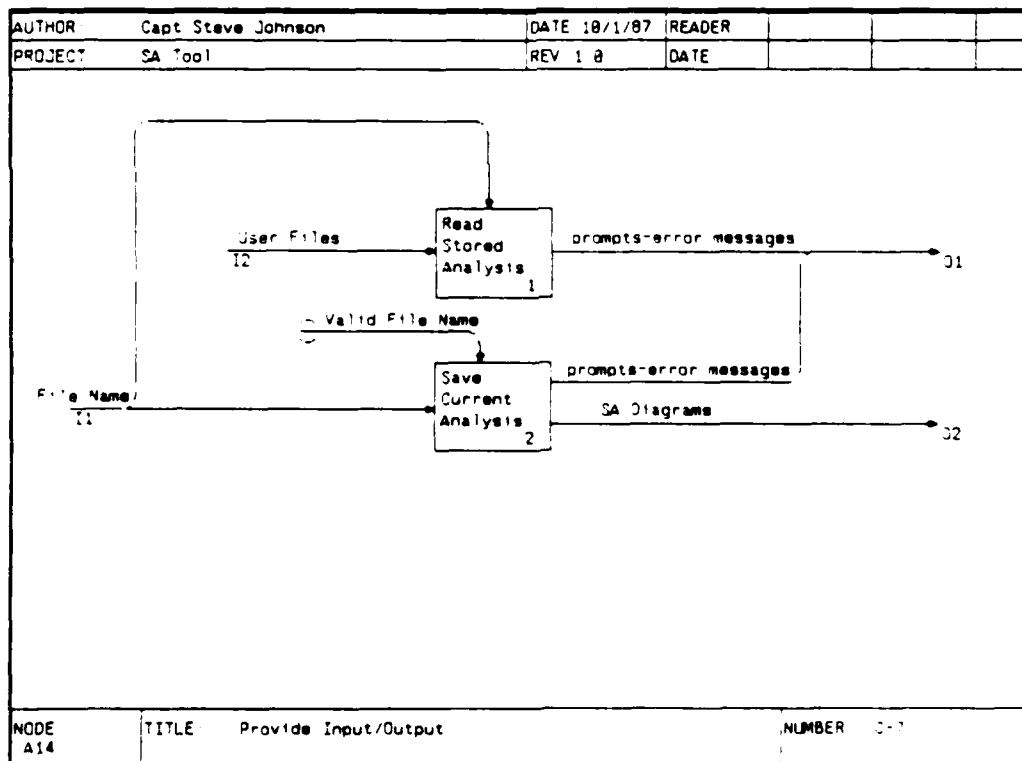 AUTHOR Capt Steve Johnson DATE 10/1/87 READER
PROJECT SA Tool REV 1 0 DATE
Read
Stored
Analysis
1
User Files
I2
prompts-error messages
O1
Valid File Name
Save
Current
Analysis
2
File Name
I1
prompts-error messages
SA Diagrams
O2
NODE
A14
TITLE Provide Input/Output
NUMBER